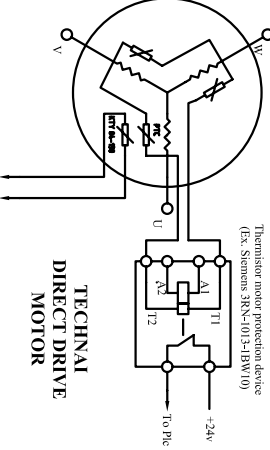 V
W
PTC
KTY 84-130
U
Thermistor motor protection device
(Ex. Siemens 3RN-1013-1BW10)
A2
A1
T2
T1
TECHNAI
DIRECT DRIVE
MOTOR
To Plc
+24v